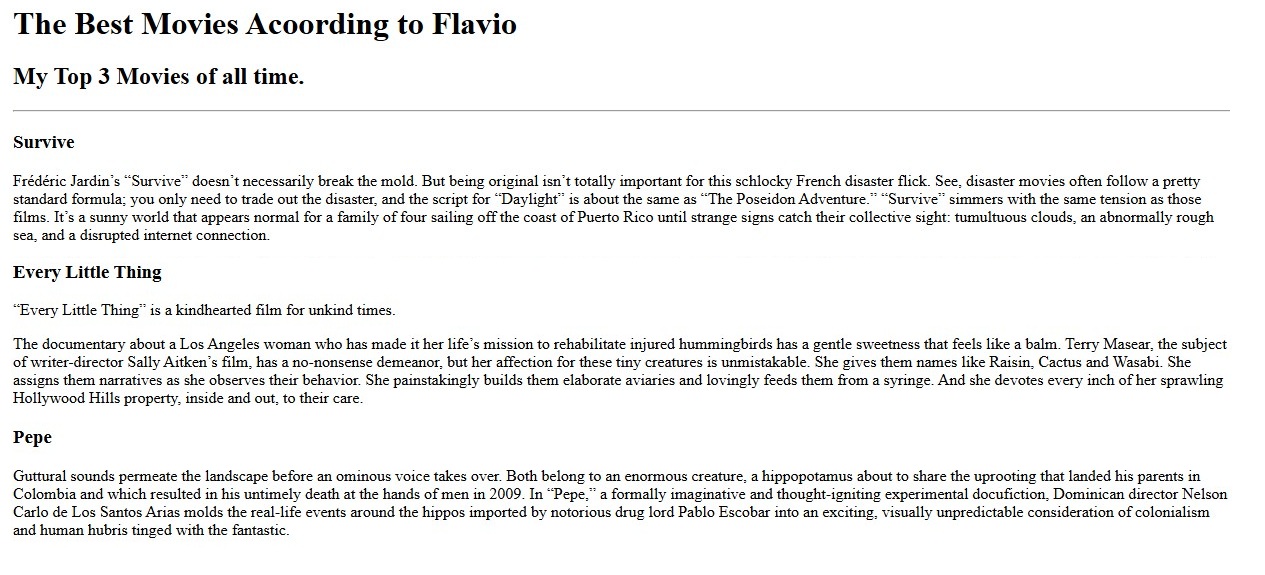 The Best Movies Acoording to Flavio
My Top 3 Movies of all time.
Survive
Frédéric Jardin’s “Survive” doesn’t necessarily break the mold. But being original isn’t totally important for this schlocky French disaster flick. See, disaster movies often follow a pretty
standard formula; you only need to trade out the disaster, and the script for “Daylight” is about the same as “The Poseidon Adventure.” “Survive” simmers with the same tension as those
films. It’s a sunny world that appears normal for a family of four sailing off the coast of Puerto Rico until strange signs catch their collective sight: tumultuous clouds, an abnormally rough
sea, and a disrupted internet connection.
Every Little Thing
“Every Little Thing” is a kindhearted film for unkind times.
The documentary about a Los Angeles woman who has made it her life’s mission to rehabilitate injured hummingbirds has a gentle sweetness that feels like a balm. Terry Masear, the subject
of writer-director Sally Aitken’s film, has a no-nonsense demeanor, but her affection for these tiny creatures is unmistakable. She gives them names like Raisin, Cactus and Wasabi. She
assigns them narratives as she observes their behavior. She painstakingly builds them elaborate aviaries and lovingly feeds them from a syringe. And she devotes every inch of her sprawling
Hollywood Hills property, inside and out, to their care.
Pepe
Guttural sounds permeate the landscape before an ominous voice takes over. Both belong to an enormous creature, a hippopotamus about to share the uprooting that landed his parents in
Colombia and which resulted in his untimely death at the hands of men in 2009. In “Pepe,” a formally imaginative and thought-igniting experimental docufiction, Dominican director Nelson
Carlo de Los Santos Arias molds the real-life events around the hippos imported by notorious drug lord Pablo Escobar into an exciting, visually unpredictable consideration of colonialism
and human hubris tinged with the fantastic.